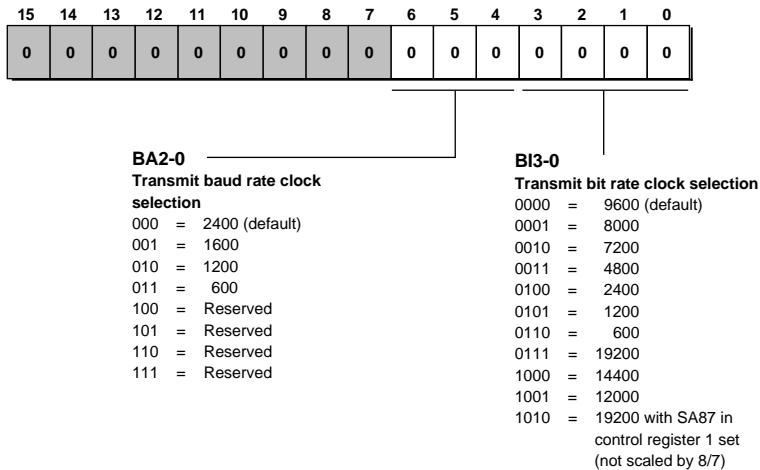 15 14 13 12 11 10 9 8 7 6 5 4 3 2 1 0
0 0 0 0 0 0 0 0 0 0 0 0 0 0 0 0
BA2-0
Transmit baud rate clock
selection
000 = 2400 (default)
001 = 1600
010 = 1200
011 = 600
100 = Reserved
101 = Reserved
110 = Reserved
111 = Reserved
BI3-0
Transmit bit rate clock selection
0000 = 9600 (default)
0001 = 8000
0010 = 7200
0011 = 4800
0100 = 2400
0101 = 1200
0110 = 600
0111 = 19200
1000 = 14400
1001 = 12000
1010 = 19200 with SA87 in
control register 1 set
(not scaled by 8/7)